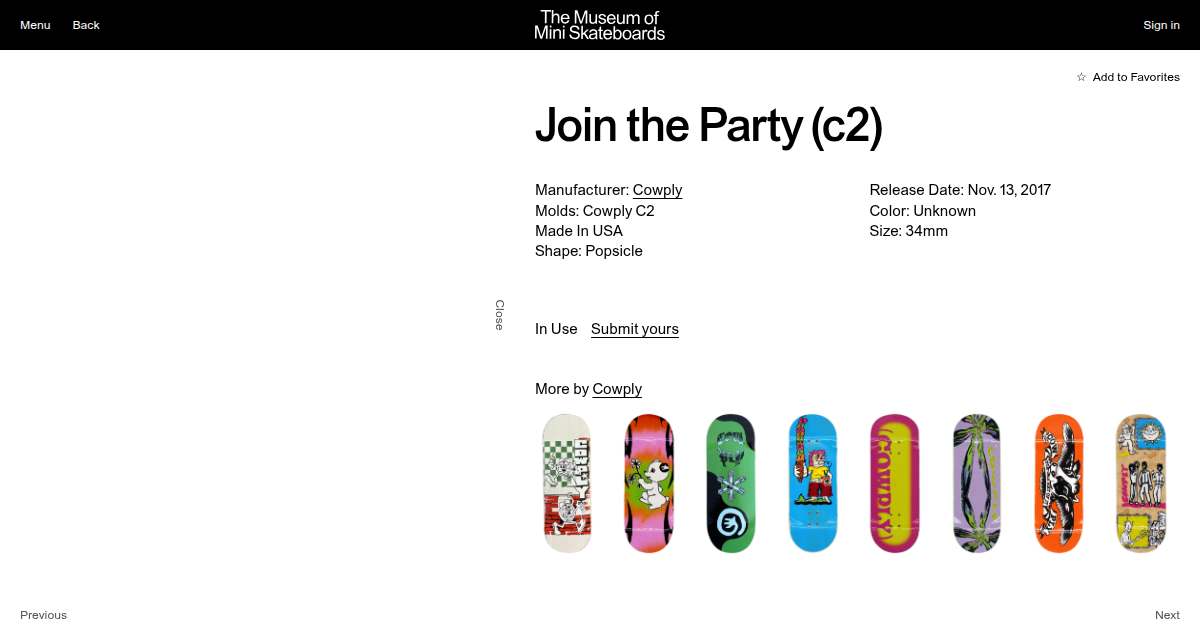 Menu
Back
The Museum of
Mini Skateboards
Sign in
☆ Add to Favorites
Join the Party (c2)
Manufacturer: Cowply
Molds: Cowply C2
Made In USA
Shape: Popsicle
Release Date: Nov. 13, 2017
Color: Unknown
Size: 34mm
Close
In Use
Submit yours
More by Cowply
Previous
Next